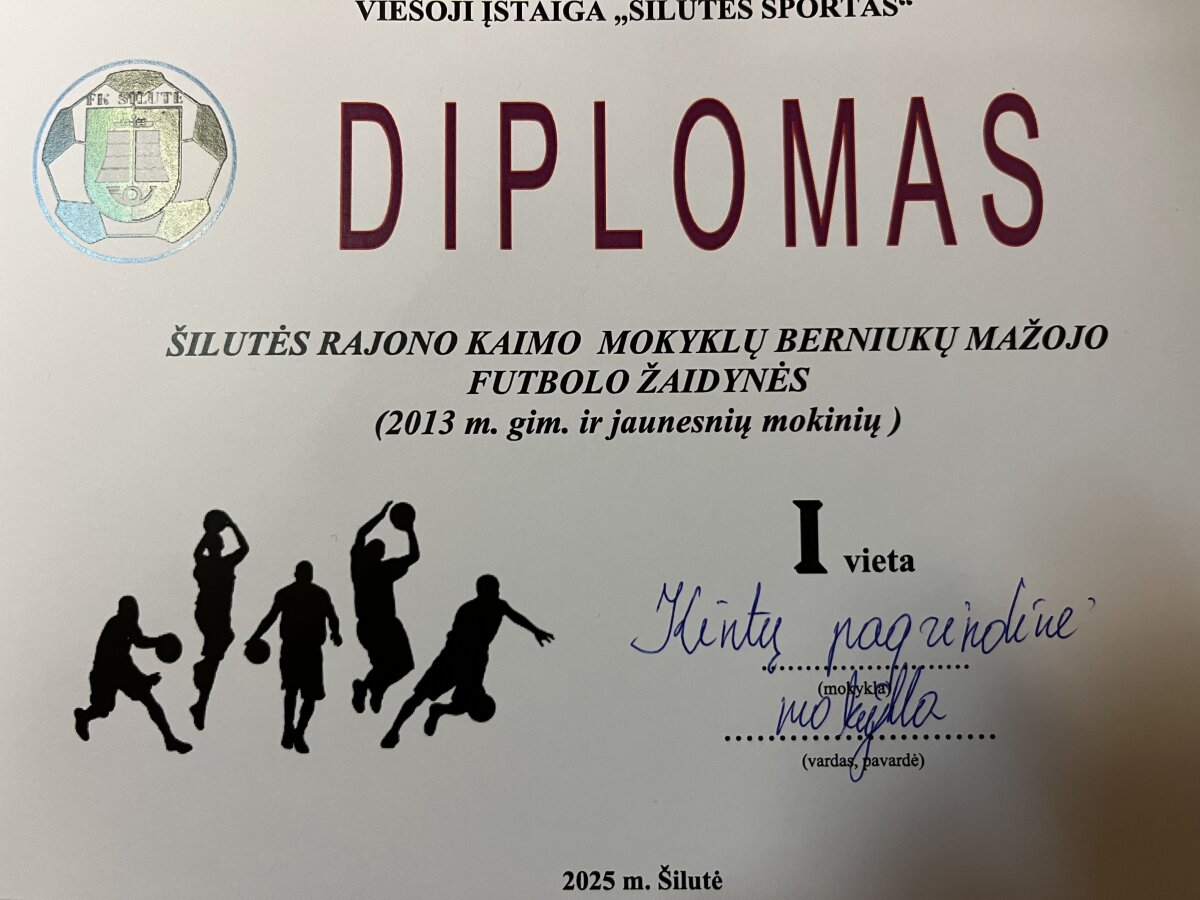 VIEŠOJI ĮSTAIGA „ŠILUTĖS SPORTAS“
FK ŠILUTĖ
DIPLOMAS
ŠILUTĖS RAJONO KAIMO MOKYKLŲ BERNIUKŲ MAŽOJO
FUTBOLO ŽAIDYNĖS
(2013 m. gim. ir jaunesnių mokinių )
I vieta
Kintų pagrindinė
(mokykla)
mokykla
(vardas, pavardė)
2025 m. Šilutė